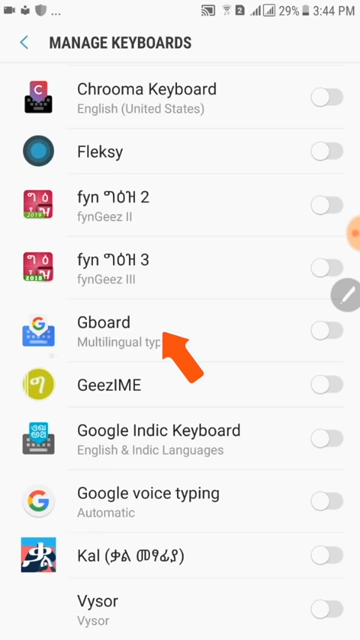 ... 2 29% 3:44 PM
MANAGE KEYBOARDS
Chrooma Keyboard
English (United States)
Fleksy
fyn ግዕዝ 2
fynGeez II
fyn ግዕዝ 3
fynGeez III
Gboard
Multilingual typ
GeezIME
Google Indic Keyboard
English & Indic Languages
Google voice typing
Automatic
Kal (ቃል መፃፊያ)
Vysor
Vysor